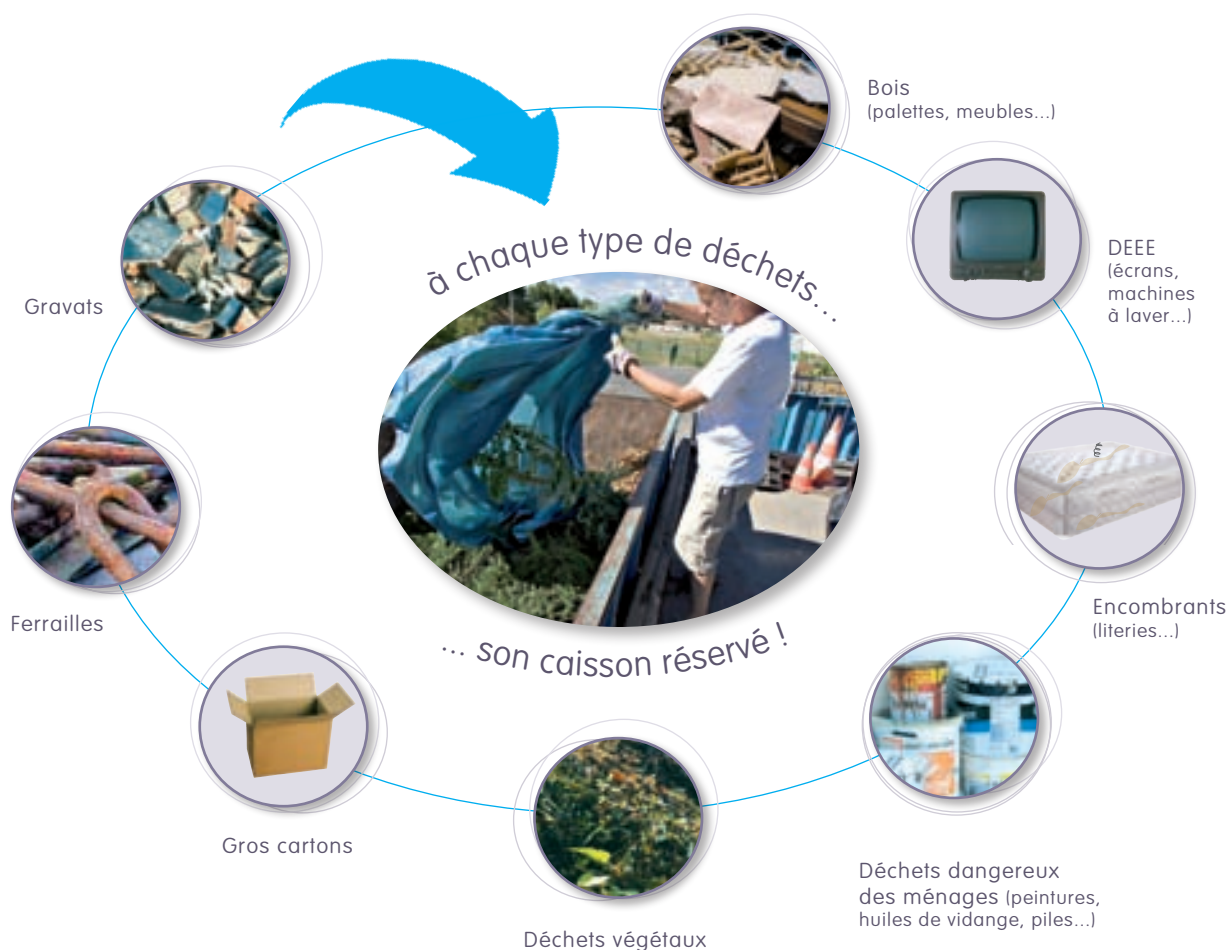 à chaque type de déchets...
... son caisson réservé !
Bois
(palettes, meubles...)
DEEE
(écrans,
machines
à laver...)
Encombrants
(literies...)
Déchets dangereux
des ménages (peintures,
huiles de vidange, piles...)
Déchets végétaux
Gros cartons
Ferrailles
Gravats